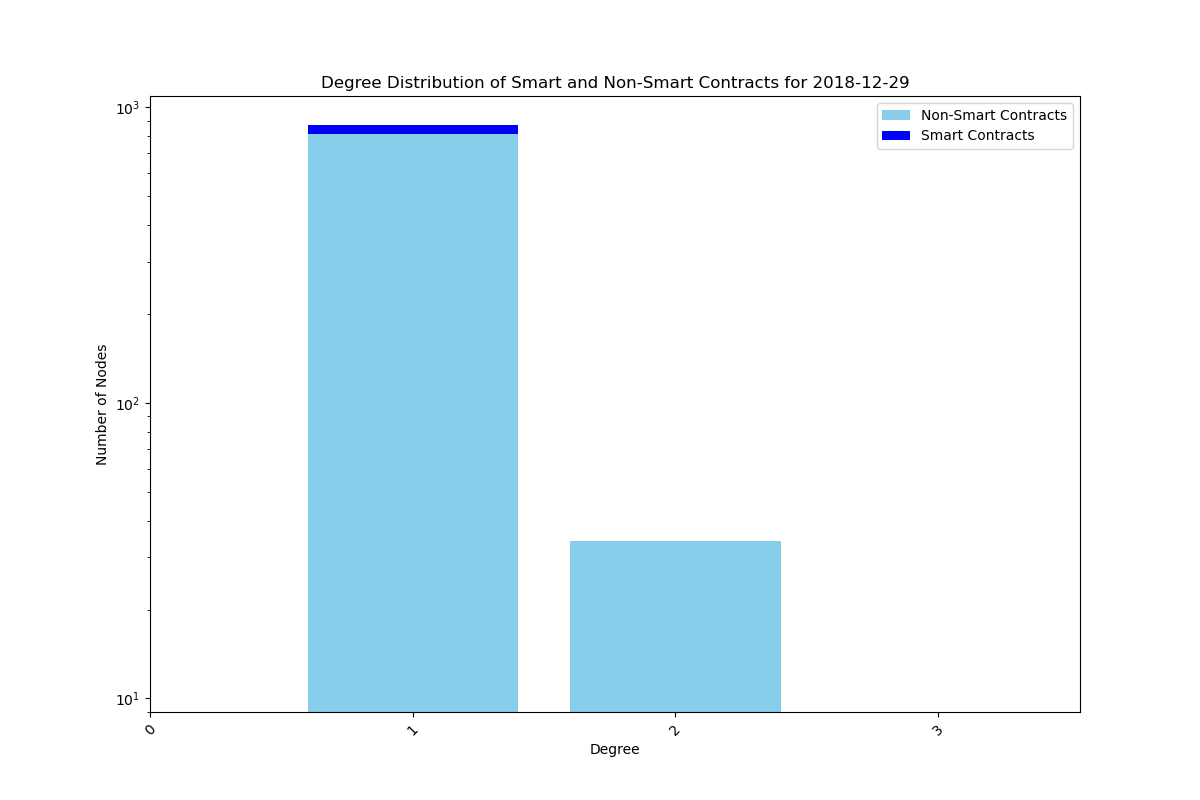 Degree Distribution of Smart and Non-Smart Contracts for 2018-12-29
Non-Smart Contracts
Smart Contracts
Number of Nodes
10³
10²
10¹
0 1 2 3
Degree